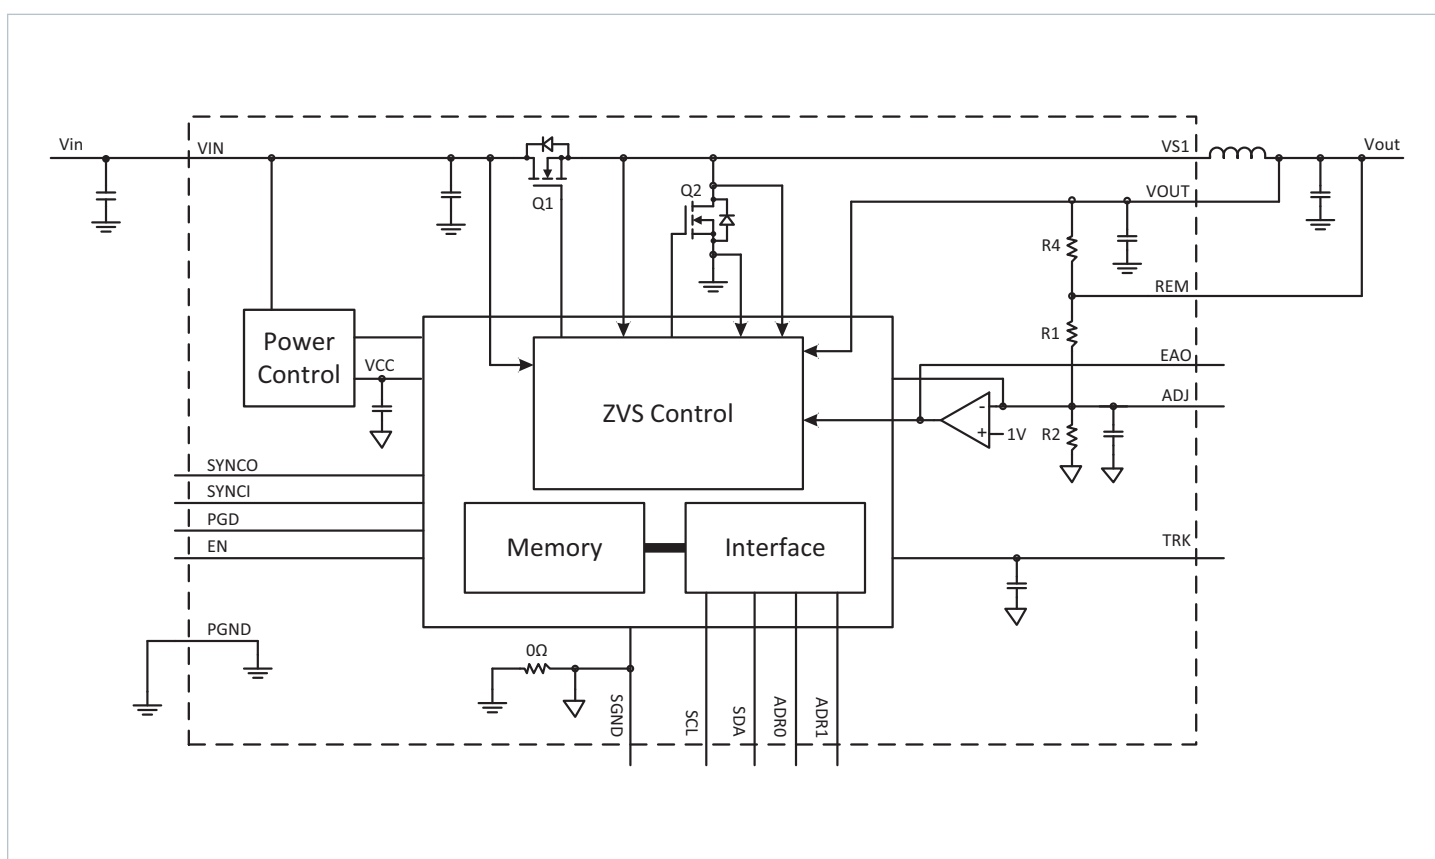 Vin
VIN
VS1
Vout
Q1
Q2
VOUT
R4
REM
R1
Power
Control
VCC
EAO
ZVS Control
ADJ
-
+
1V
R2
SYNCO
SYNCI
PGD
EN
Memory
Interface
TRK
PGND
0Ω
SGND
SCL
SDA
ADR0
ADR1